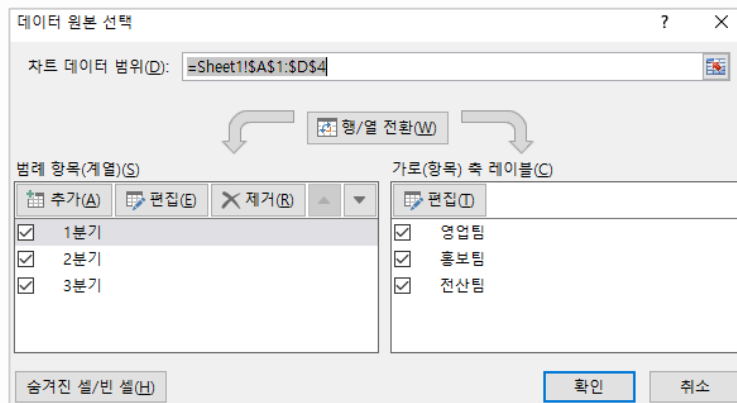 데이터 원본 선택 ? ×
차트 데이터 범위(D): =Sheet1!$A$1:$D$4
행/열 전환(W)
범례 항목(계열)(S)
추가(A) 편집(E) 제거(R)
1분기
2분기
3분기
가로(항목) 축 레이블(C)
편집(T)
영업팀
홍보팀
전산팀
숨겨진 셀/빈 셀(H) 확인 취소